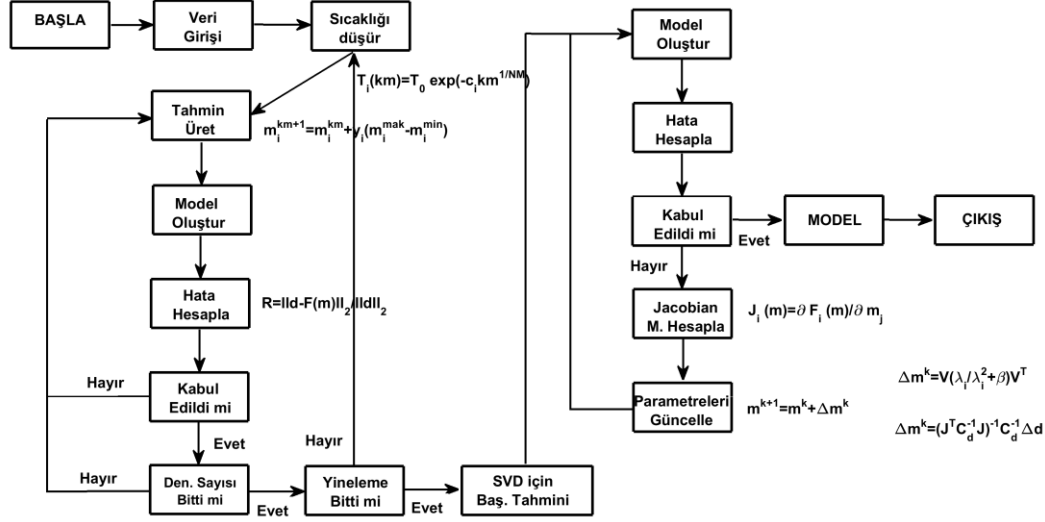 BAŞLA
Veri
Girişi
Sıcaklığı
düşür
T_i(km)=T_0 exp(-c_i km^{1/NM})
Tahmin
Üret
m_i^{km+1}=m_i^{km}+y_i(m_i^{mak}-m_i^{min})
Model
Oluştur
Hata
Hesapla
R=lld-F(m)ll_2/lldll_2
Hayır
Kabul
Edildi mi
Evet
Hayır
Den. Sayısı
Bitti mi
Evet
Hayır
Yineleme
Bitti mi
Evet
SVD için
Baş. Tahmini
Model
Oluştur
Hata
Hesapla
Kabul
Edildi mi
Evet
MODEL
ÇIKIŞ
Hayır
Jacobian
M. Hesapla
J_i (m)=∂ F_i (m)/∂ m_j
Parametreleri
Güncelle
m^{k+1}=m^k+Δm^k
Δm^k=V(λ_i/λ_i^2+β)V^T
Δm^k=(J^T C_d^{-1} J)^{-1} C_d^{-1} Δd